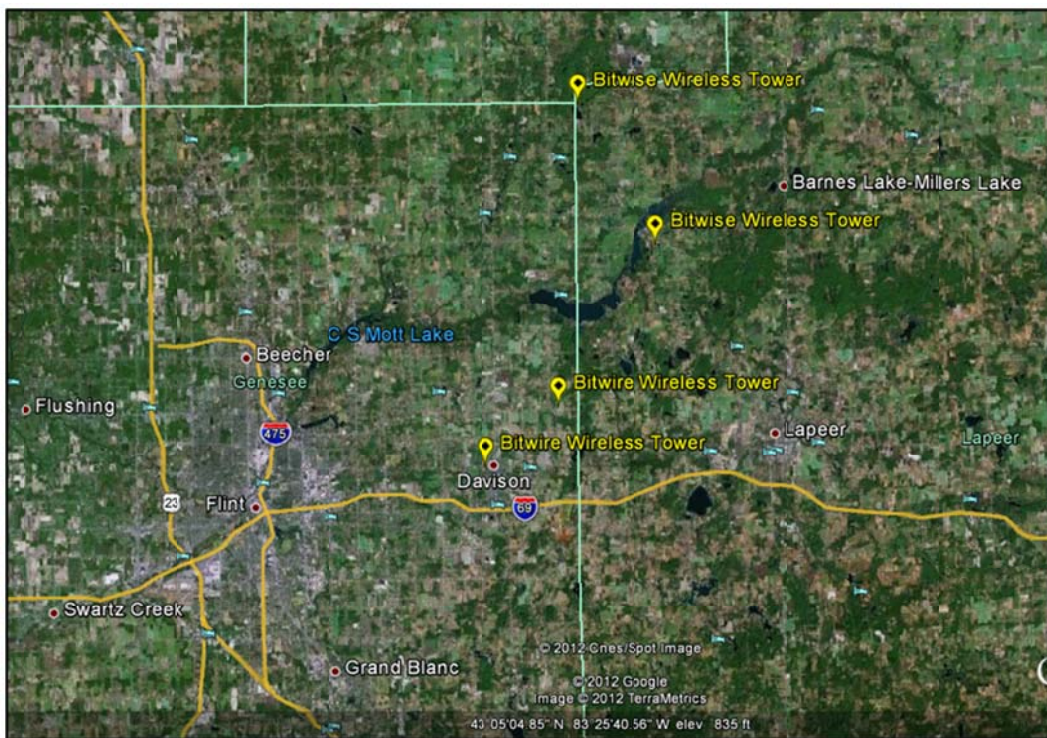 Bitwise Wireless Tower
Barnes Lake-Millers Lake
Bitwise Wireless Tower
C S Mott Lake
Beecher
Genesee
Bitwire Wireless Tower
Flushing
475
Bitwire Wireless Tower
Lapeer
Lapeer
Davison
23
Flint
69
Swartz Creek
© 2012 Cnes/Spot Image
Grand Blanc
© 2012 Google
Image © 2012 TerraMetrics
43°05'04.85" N 83°25'40.56" W elev 835 ft